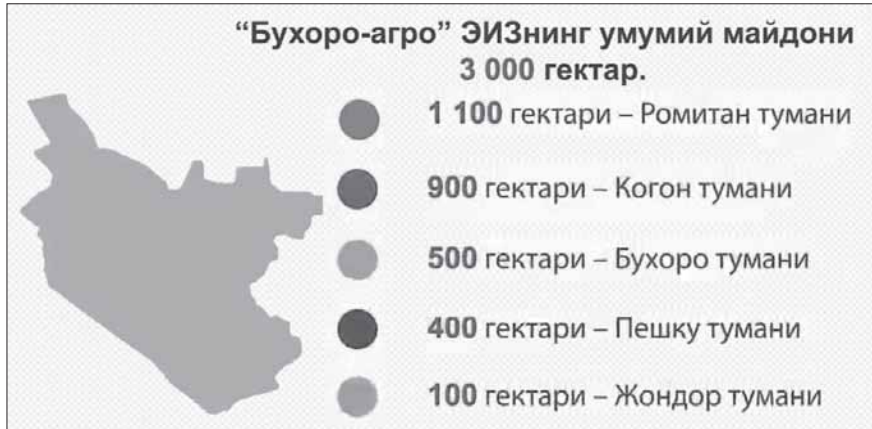 “Бухоро-агро” ЭИЗнинг умумий майдони
3 000 гектар.
1 100 гектари – Ромитан тумани
900 гектари – Когон тумани
500 гектари – Бухоро тумани
400 гектари – Пешку тумани
100 гектари – Жондор тумани